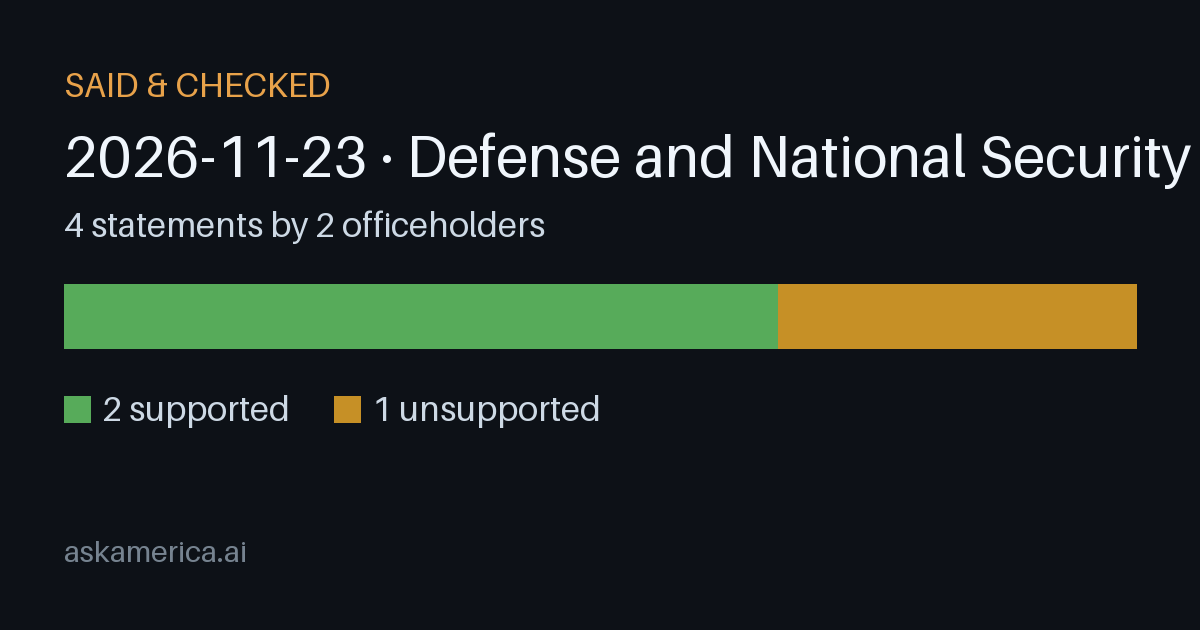 SAID & CHECKED
2026-11-23 · Defense and National Security
4 statements by 2 officeholders
2 supported 1 unsupported
askamerica.ai